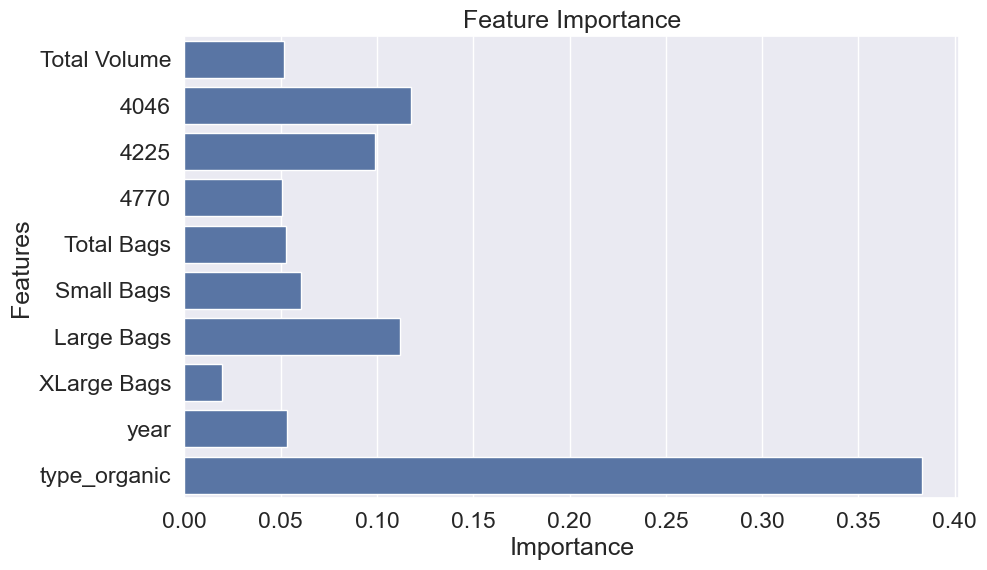 Feature Importance
Total Volume
4046
4225
4770
Total Bags
Small Bags
Large Bags
XLarge Bags
year
type_organic
Features
0.00 0.05 0.10 0.15 0.20 0.25 0.30 0.35 0.40
Importance